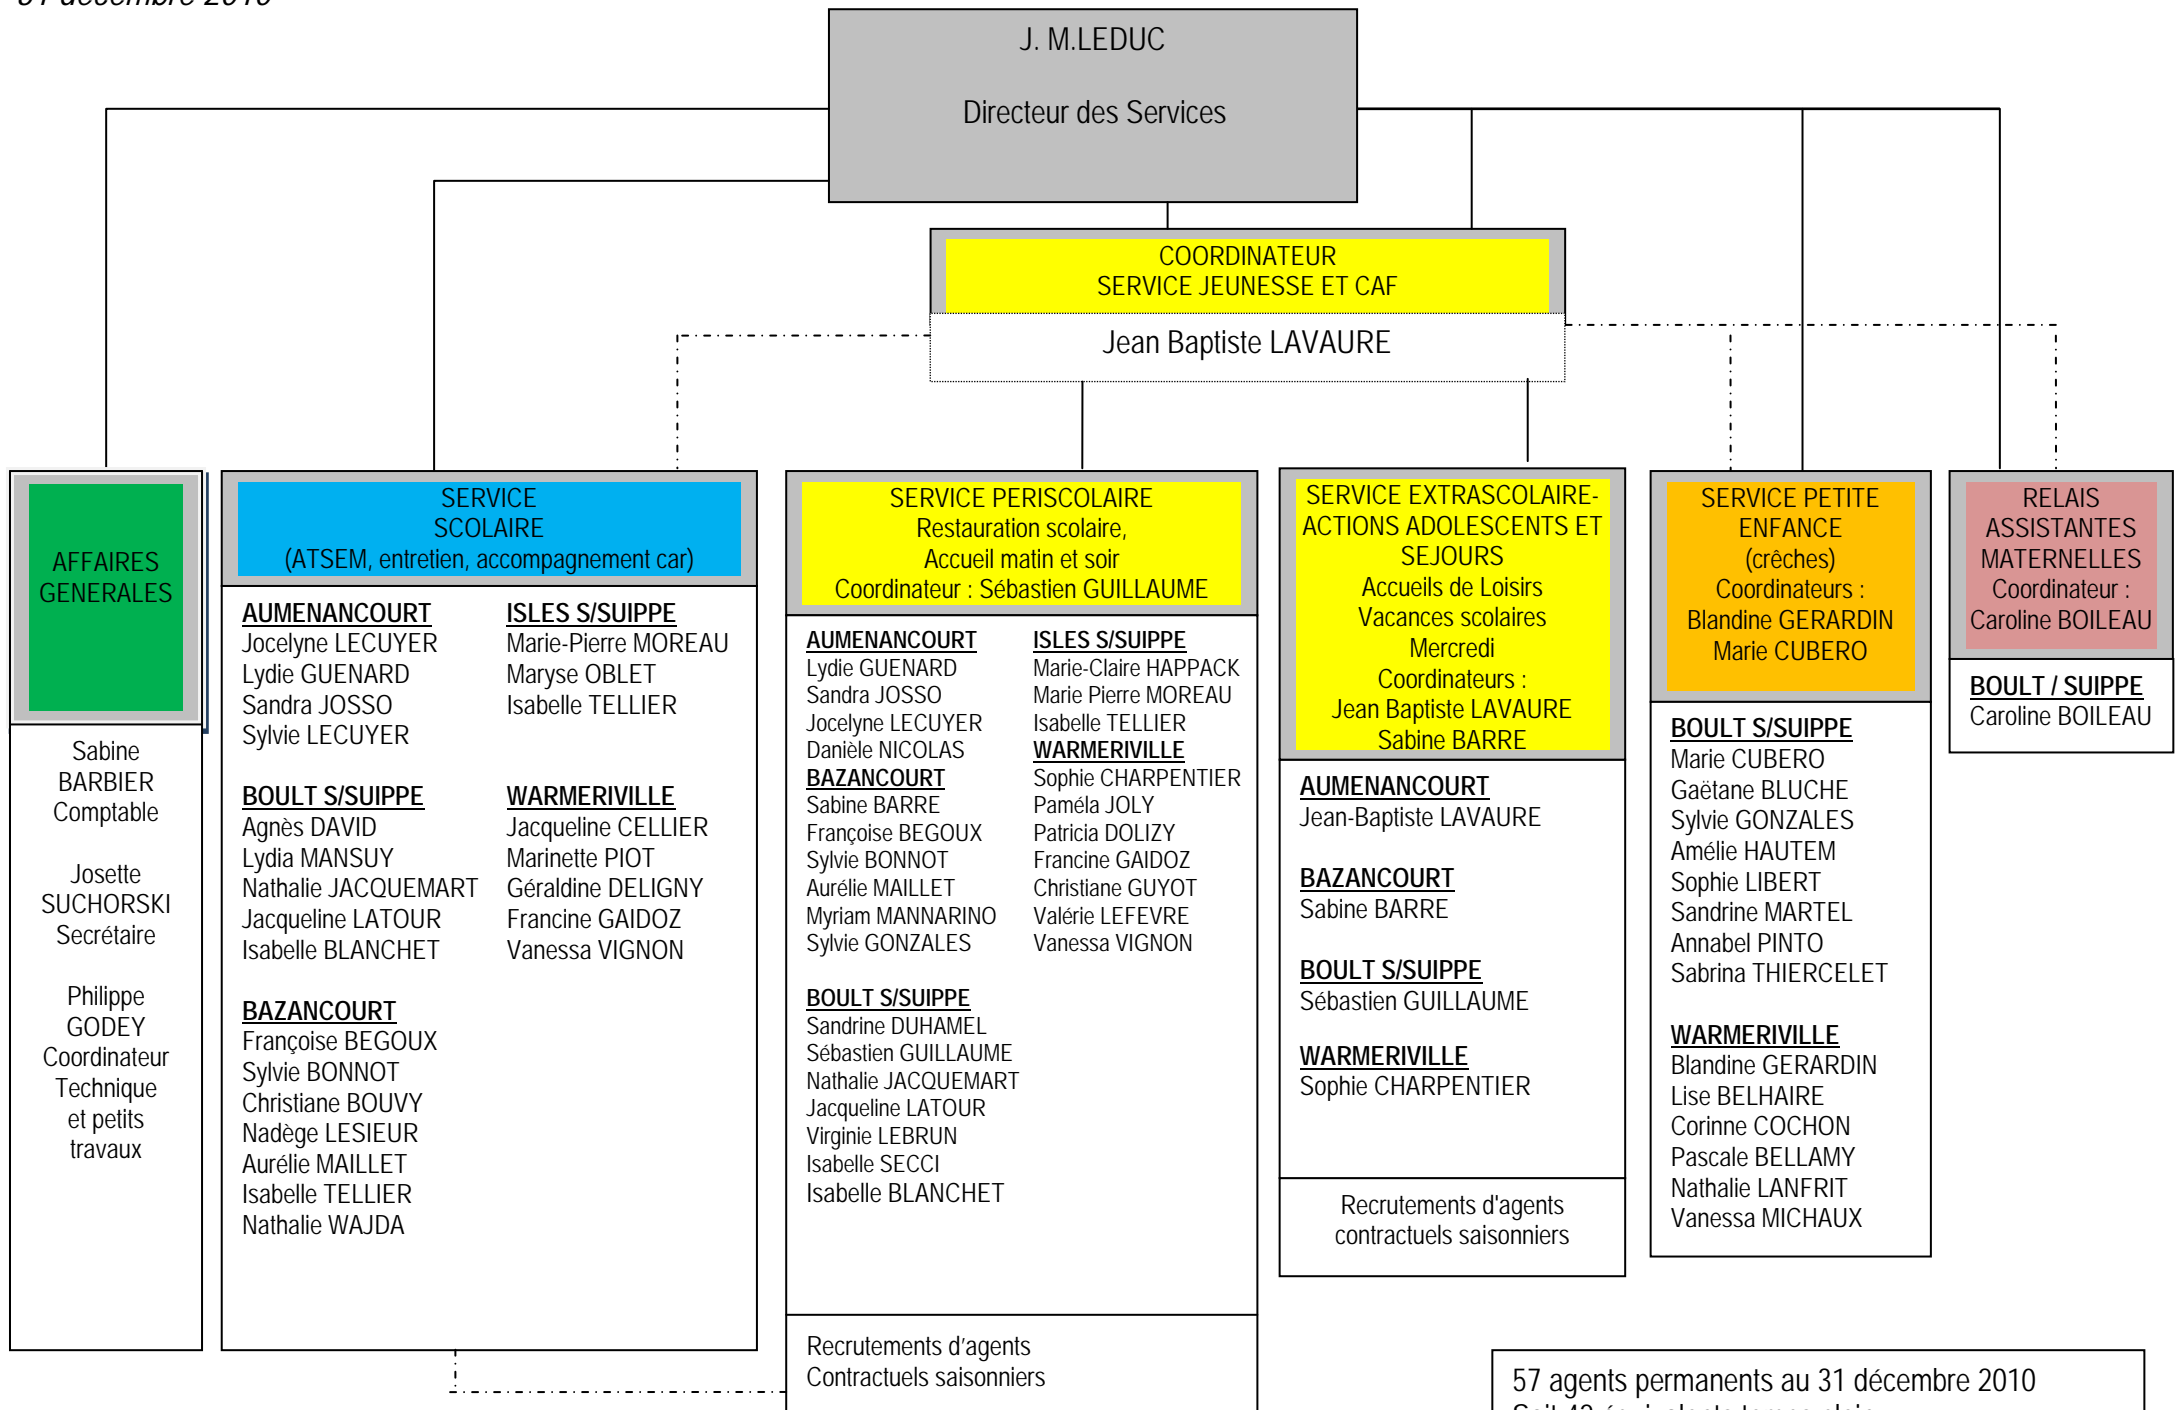 31 décembre 2010
J. M.LEDUC
Directeur des Services
COORDINATEUR
SERVICE JEUNESSE ET CAF
Jean Baptiste LAVAURE
AFFAIRES
GENERALES
Sabine
BARBIER
Comptable
Josette
SUCHORSKI
Secrétaire
Philippe
GODEY
Coordinateur
Technique
et petits
travaux
SERVICE
SCOLAIRE
(ATSEM, entretien, accompagnement car)
AUMENANCOURT
Jocelyne LECUYER
Lydie GUENARD
Sandra JOSSO
Sylvie LECUYER
BOULT S/SUIPPE
Agnès DAVID
Lydia MANSUY
Nathalie JACQUEMART
Jacqueline LATOUR
Isabelle BLANCHET
BAZANCOURT
Françoise BEGOUX
Sylvie BONNOT
Christiane BOUVY
Nadège LESIEUR
Aurélie MAILLET
Isabelle TELLIER
Nathalie WAJDA
ISLES S/SUIPPE
Marie-Pierre MOREAU
Maryse OBLET
Isabelle TELLIER
WARMERIVILLE
Jacqueline CELLIER
Marinette PIOT
Géraldine DELIGNY
Francine GAIDOZ
Vanessa VIGNON
SERVICE PERISCOLAIRE
Restauration scolaire,
Accueil matin et soir
Coordinateur : Sébastien GUILLAUME
AUMENANCOURT
Lydie GUENARD
Sandra JOSSO
Jocelyne LECUYER
Danièle NICOLAS
BAZANCOURT
Sabine BARRE
Françoise BEGOUX
Sylvie BONNOT
Aurélie MAILLET
Myriam MANNARINO
Sylvie GONZALES
BOULT S/SUIPPE
Sandrine DUHAMEL
Sébastien GUILLAUME
Nathalie JACQUEMART
Jacqueline LATOUR
Virginie LEBRUN
Isabelle SECCI
Isabelle BLANCHET
ISLES S/SUIPPE
Marie-Claire HAPPACK
Marie Pierre MOREAU
Isabelle TELLIER
WARMERIVILLE
Sophie CHARPENTIER
Paméla JOLY
Patricia DOLIZY
Francine GAIDOZ
Christiane GUYOT
Valérie LEFEVRE
Vanessa VIGNON
Recrutements d’agents
Contractuels saisonniers
SERVICE EXTRASCOLAIRE-
ACTIONS ADOLESCENTS ET
SEJOURS
Accueils de Loisirs
Vacances scolaires
Mercredi
Coordinateurs :
Jean Baptiste LAVAURE
Sabine BARRE
AUMENANCOURT
Jean-Baptiste LAVAURE
BAZANCOURT
Sabine BARRE
BOULT S/SUIPPE
Sébastien GUILLAUME
WARMERIVILLE
Sophie CHARPENTIER
Recrutements d'agents
contractuels saisonniers
SERVICE PETITE
ENFANCE
(crêches)
Coordinateurs :
Blandine GERARDIN
Marie CUBERO
BOULT S/SUIPPE
Marie CUBERO
Gaëtane BLUCHE
Sylvie GONZALES
Amélie HAUTEM
Sophie LIBERT
Sandrine MARTEL
Annabel PINTO
Sabrina THIERCELET
WARMERIVILLE
Blandine GERARDIN
Lise BELHAIRE
Corinne COCHON
Pascale BELLAMY
Nathalie LANFRIT
Vanessa MICHAUX
RELAIS
ASSISTANTES
MATERNELLES
Coordinateur :
Caroline BOILEAU
BOULT / SUIPPE
Caroline BOILEAU
57 agents permanents au 31 décembre 2010